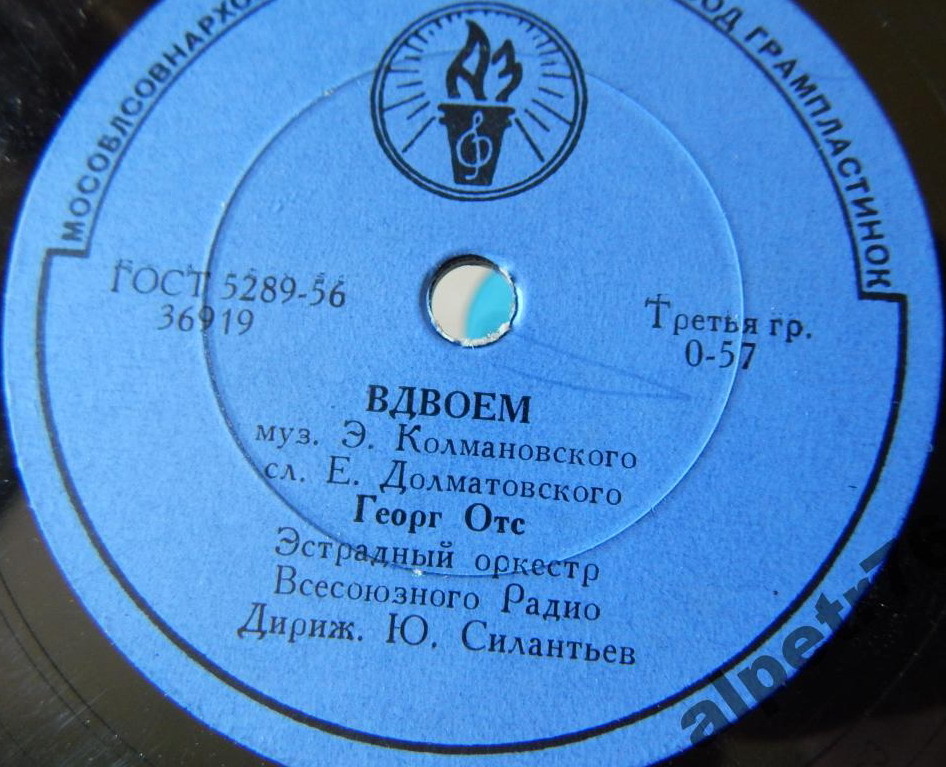 МОСОБЛСОВНАРХО
ОД ГРАМПЛАСТИНОК
АЗ
ГОСТ 5289-56
36919
Третья гр.
0-57
ВДВОЕМ
муз. Э. Колмановского
сл. Е. Долматовского
Георг Отс
Эстрадный оркестр
Всесоюзного Радио
Дириж. Ю. Силантьев